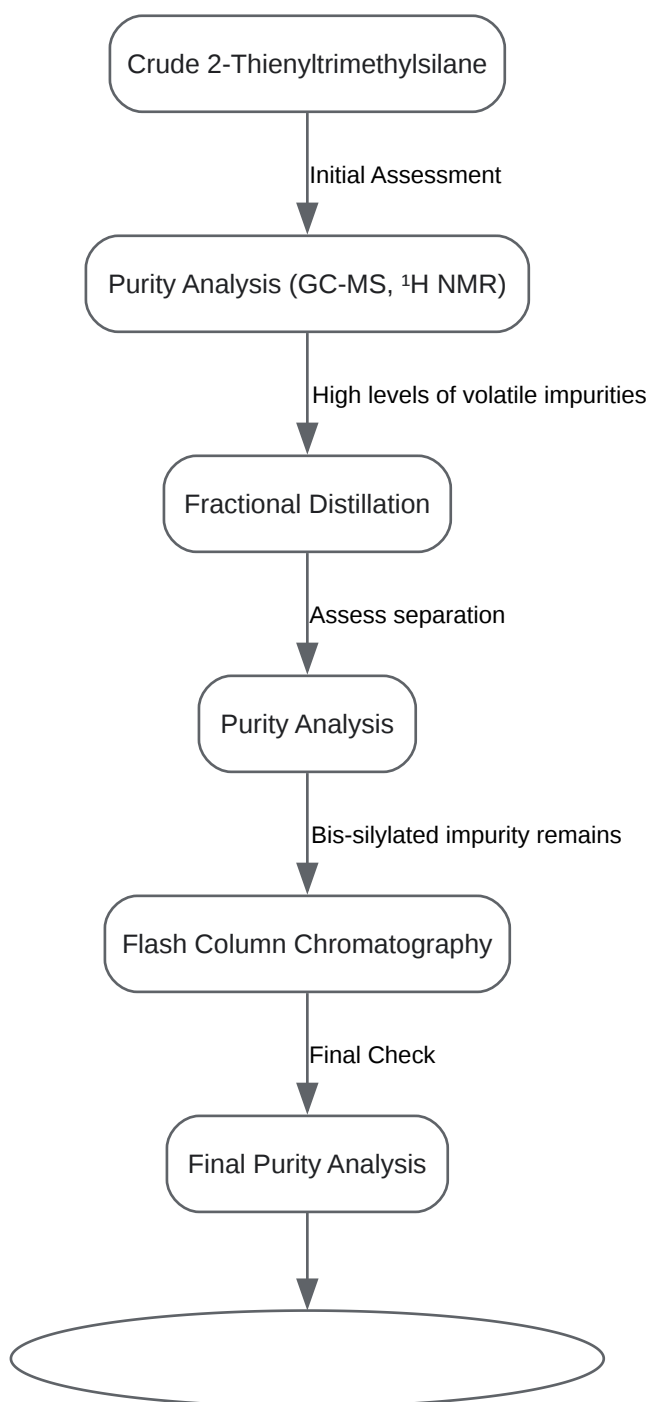 Crude 2-Thienyltrimethylsilane
Initial Assessment
Purity Analysis (GC-MS, ¹H NMR)
High levels of volatile impurities
Fractional Distillation
Assess separation
Purity Analysis
Bis-silylated impurity remains
Flash Column Chromatography
Final Check
Final Purity Analysis